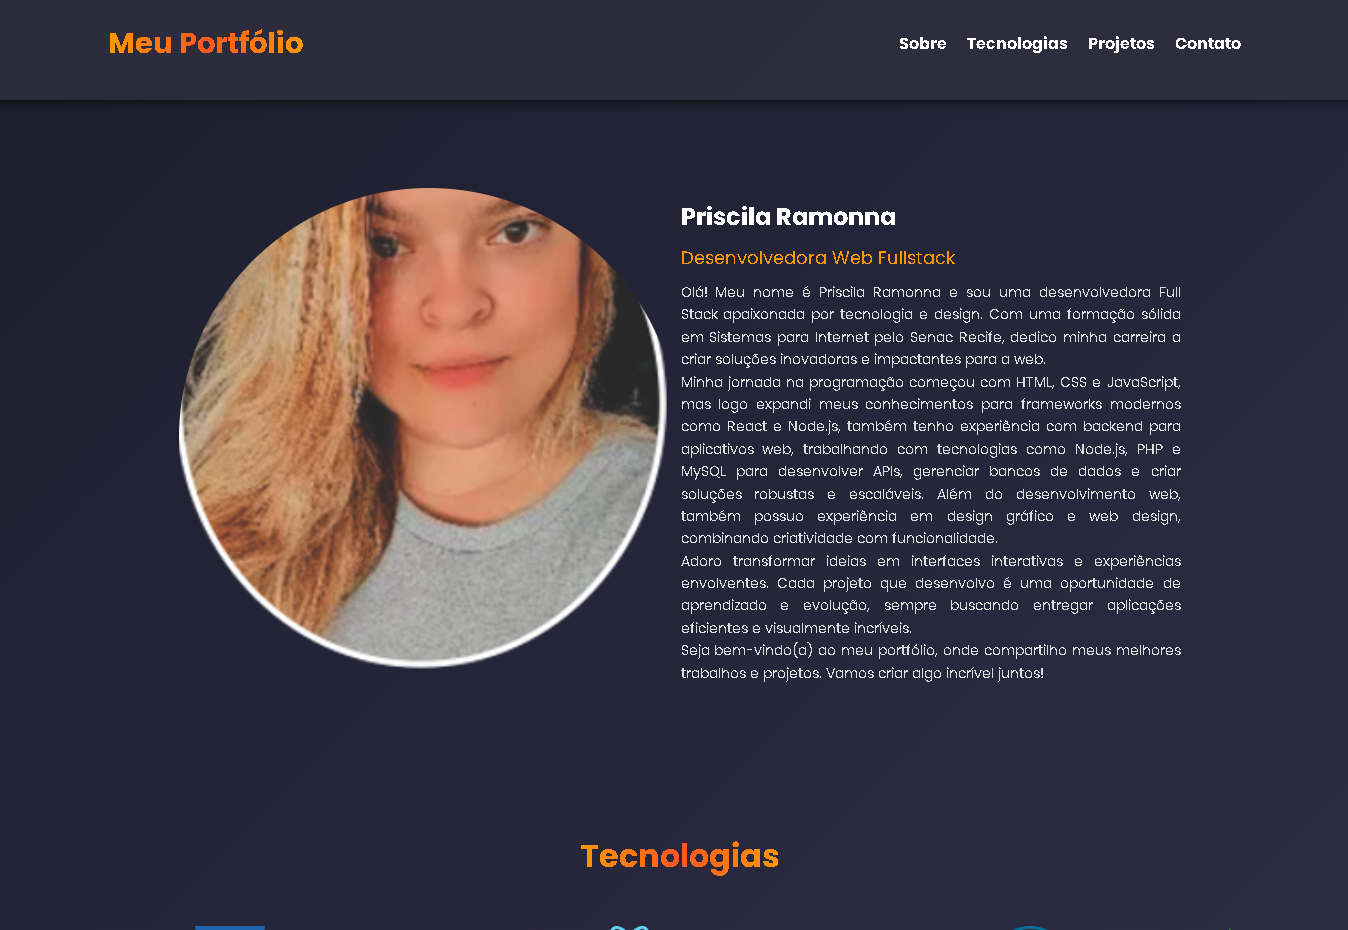 Meu Portfólio
Sobre Tecnologias Projetos Contato
Priscila Ramonna
Desenvolvedora Web Fullstack
Olá! Meu nome é Priscila Ramonna e sou uma desenvolvedora Full
Stack apaixonada por tecnologia e design. Com uma formação sólida
em Sistemas para Internet pelo Senac Recife, dedico minha carreira a
criar soluções inovadoras e impactantes para a web.
Minha jornada na programação começou com HTML, CSS e JavaScript,
mas logo expandi meus conhecimentos para frameworks modernos
como React e Node.js, também tenho experiência com backend para
aplicativos web, trabalhando com tecnologias como Node.js, PHP e
MySQL para desenvolver APIs, gerenciar bancos de dados e criar
soluções robustas e escaláveis. Além do desenvolvimento web,
também possuo experiência em design gráfico e web design,
combinando criatividade com funcionalidade.
Adoro transformar ideias em interfaces interativas e experiências
envolventes. Cada projeto que desenvolvo é uma oportunidade de
aprendizado e evolução, sempre buscando entregar aplicações
eficientes e visualmente incríveis.
Seja bem-vindo(a) ao meu portfólio, onde compartilho meus melhores
trabalhos e projetos. Vamos criar algo incrível juntos!
Tecnologias